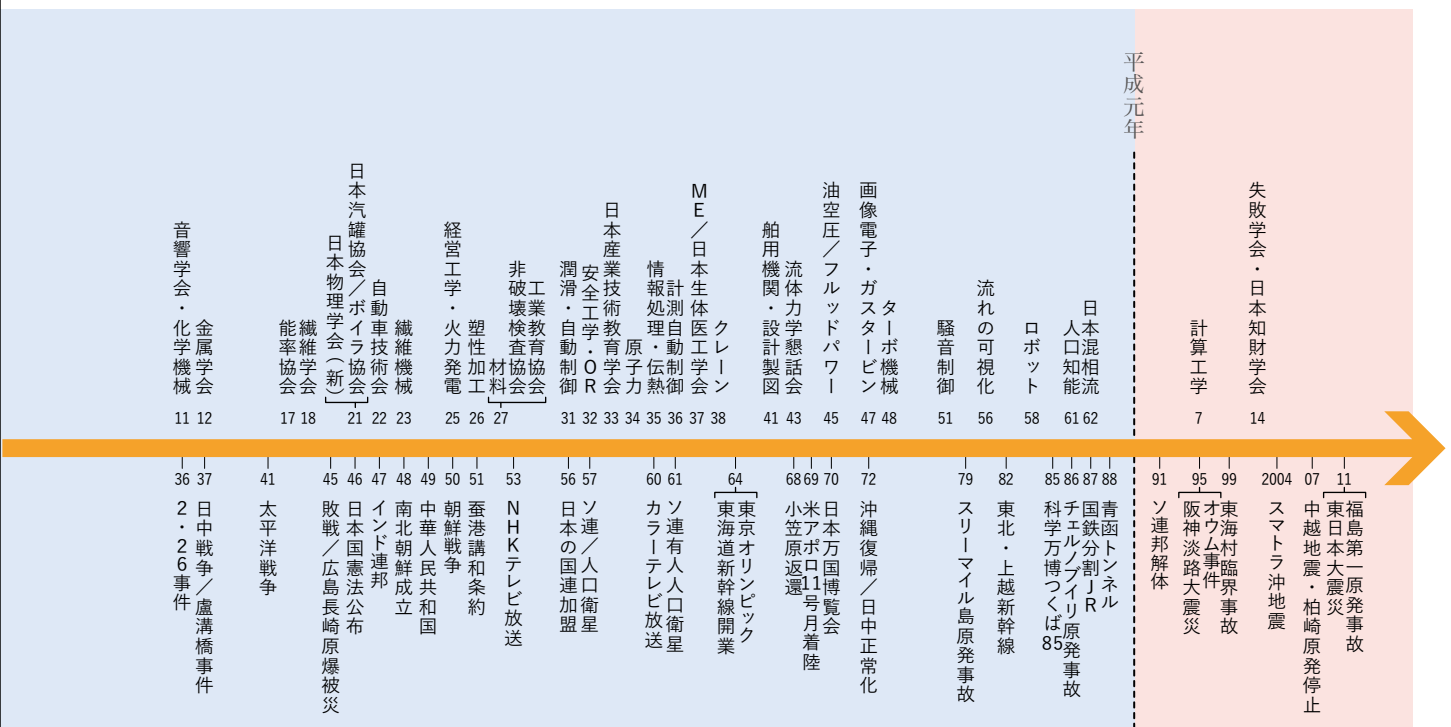 平成元年
音響学会・化学機械
金属学会
能率協会
繊維学会
日本物理学会（新）
日本汽罐協会／ボイラ協会
自動車技術会
繊維機械
経営工学・火力発電
塑性加工
材料
非破壊検査協会
工業教育協会
潤滑・自動制御
安全工学・OR
日本産業技術教育学会
原子力
情報処理・伝熱
計測自動制御
ME／日本生体医工学会
クレーン
舶用機関・設計製図
流体力学懇話会
油空圧／フルッドパワー
画像電子・ガスタービン
ターボ機械
騒音制御
流れの可視化
ロボット
人口知能
日本混相流
計算工学
失敗学会・日本知財学会
11 12 17 18 21 22 23 25 26 27 31 32 33 34 35 36 37 38 41 43 45 47 48 51 56 58 61 62 7 14
36 37 41 45 46 47 48 49 50 51 53 56 57 60 61 64 68 69 70 72 79 82 85 86 87 88 91 95 99 2004 07 11
2・26事件
日中戦争／盧溝橋事件
太平洋戦争
敗戦／広島長崎原爆被災
日本国憲法公布
インド連邦
南北朝鮮成立
中華人民共和国
朝鮮戦争
蚕港講和条約
NHKテレビ放送
日本の国連加盟
ソ連／人口衛星
カラーテレビ放送
ソ連有人人口衛星
東海道新幹線開業
東京オリンピック
小笠原返還
米アポロ11号月着陸
日本万国博覧会
沖縄復帰／日中正常化
スリーマイル島原発事故
東北・上越新幹線
科学万博つくば85
チェルノブイリ原発事故
国鉄分割JR
青函トンネル
ソ連邦解体
阪神淡路大震災
オウム事件
東海村臨界事故
スマトラ沖地震
中越地震・柏崎原発停止
東日本大震災
福島第一原発事故